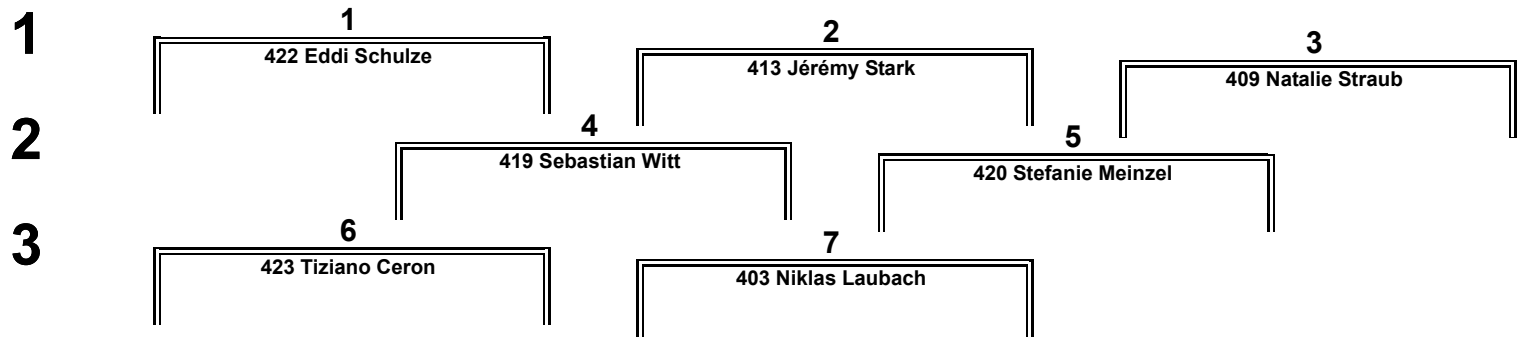 1
1
422 Eddi Schulze
2
413 Jérémy Stark
3
409 Natalie Straub
2
4
419 Sebastian Witt
5
420 Stefanie Meinzel
3
6
423 Tiziano Ceron
7
403 Niklas Laubach